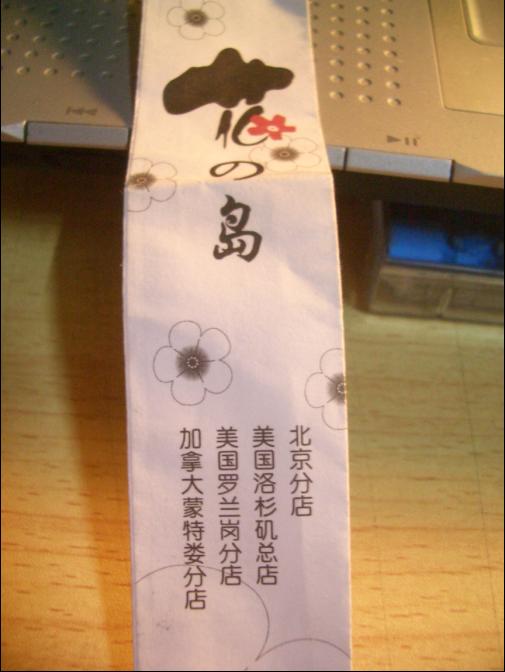 花の島
北京分店
美国洛杉矶总店
美国罗兰岗分店
加拿大蒙特娄分店